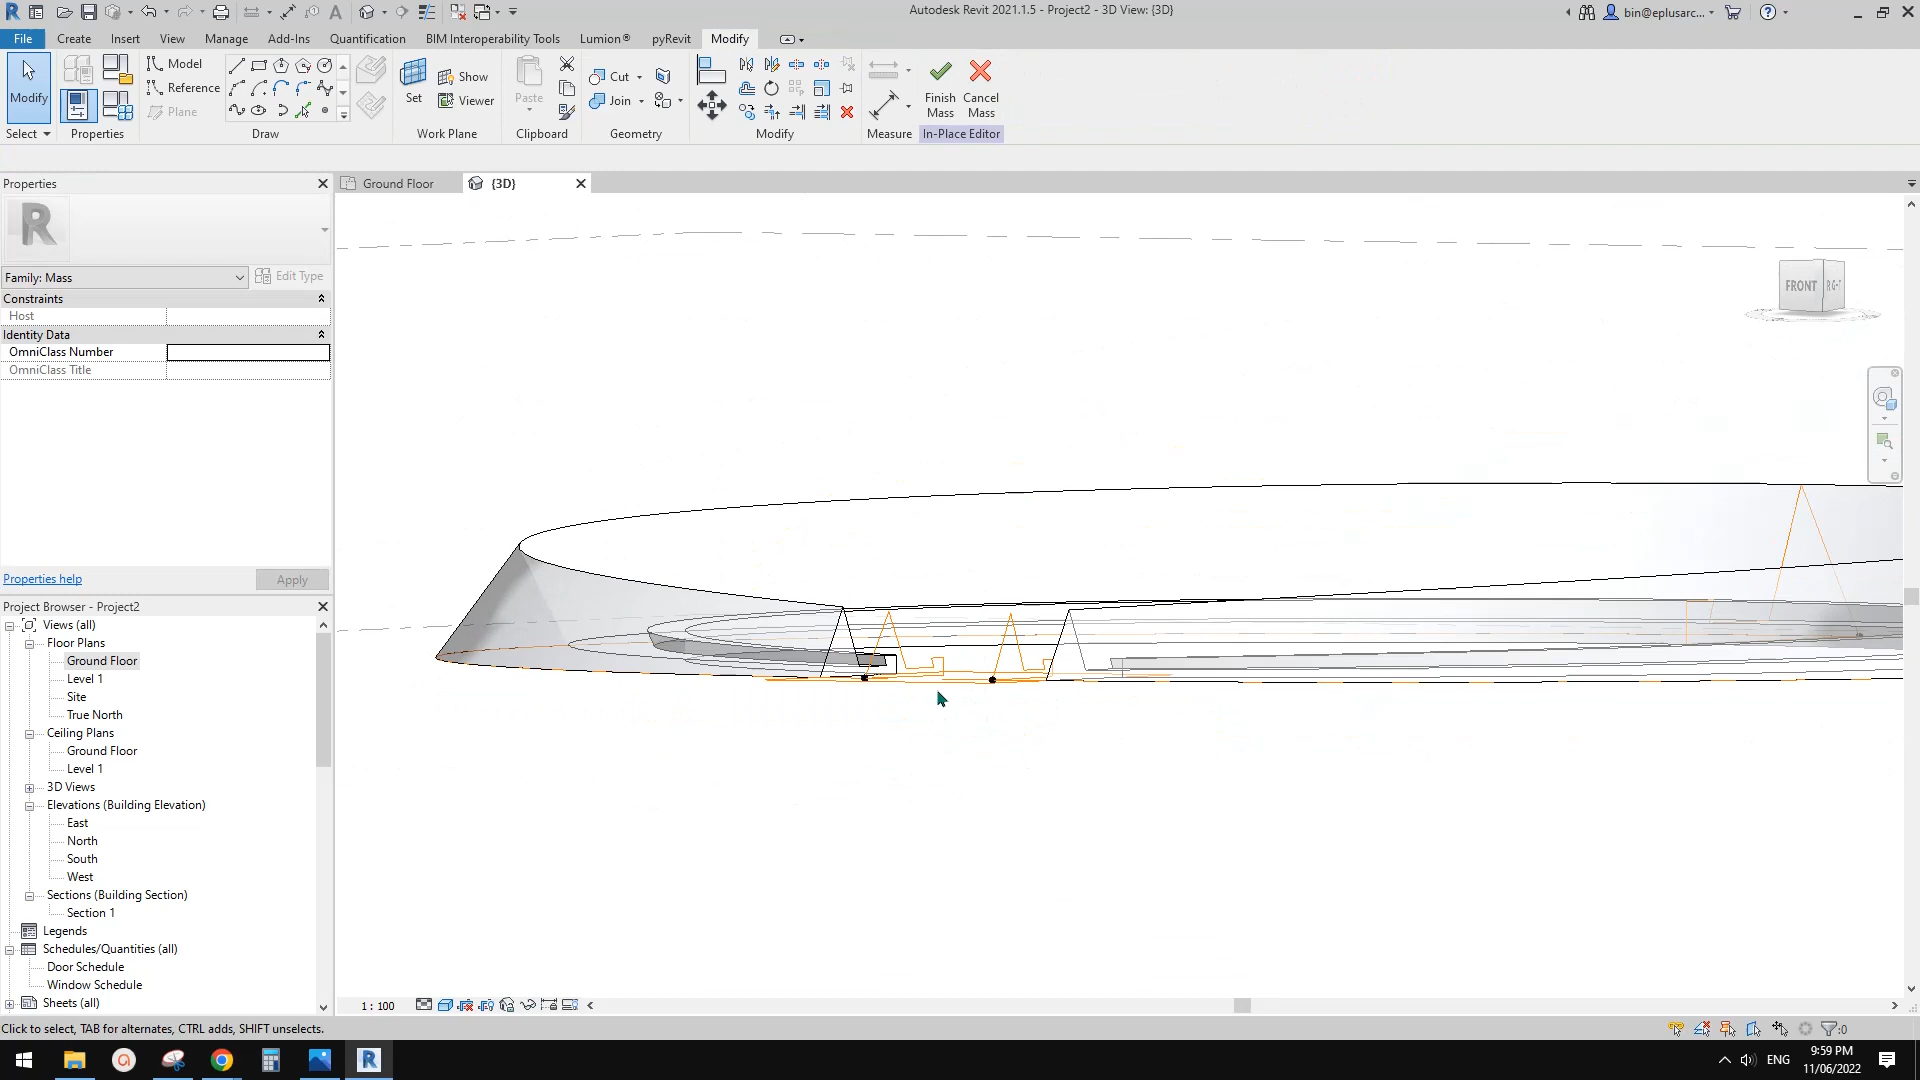 Autodesk Revit 2021.1.5 - Project2 - 3D View: {3D}
bin@eplusarc...
File Create Insert View Manage Add-Ins Quantification BIM Interoperability Tools Lumion® pyRevit Modify
Modify
Select
Properties
Model
Reference
Plane
Draw
Set
Show
Viewer
Work Plane
Paste
Clipboard
Cut
Join
Geometry
Modify
Measure
Finish Mass
Cancel Mass
In-Place Editor
Properties
Ground Floor
{3D}
Family: Mass
Edit Type
Constraints
Host
Identity Data
OmniClass Number
OmniClass Title
FRONT
Properties help
Apply
Project Browser - Project2
Views (all)
Floor Plans
Ground Floor
Level 1
Site
True North
Ceiling Plans
Ground Floor
Level 1
3D Views
Elevations (Building Elevation)
East
North
South
West
Sections (Building Section)
Section 1
Legends
Schedules/Quantities (all)
Door Schedule
Window Schedule
Sheets (all)
1 : 100
Click to select, TAB for alternates, CTRL adds, SHIFT unselects.
:0
ENG
9:59 PM
11/06/2022